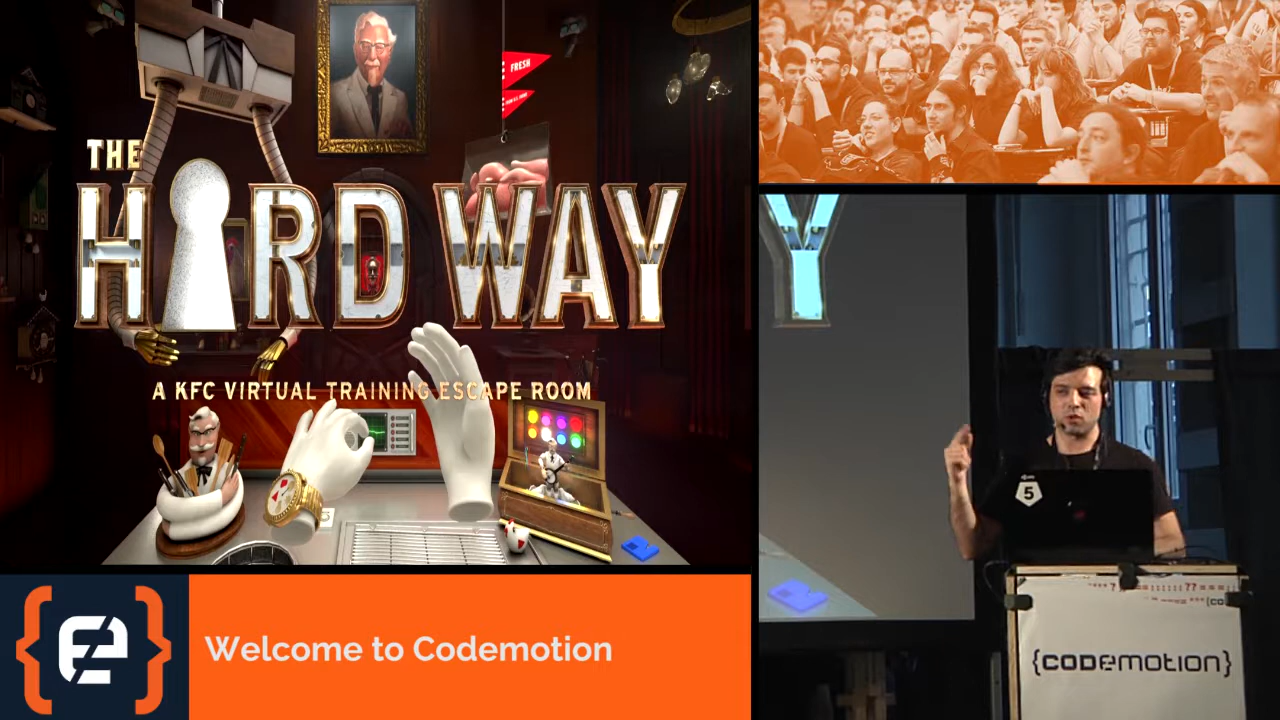 FRESH
THE
HARD WAY
A KFC VIRTUAL TRAINING ESCAPE ROOM
Y
5
{CODEMOTION}
Welcome to Codemotion